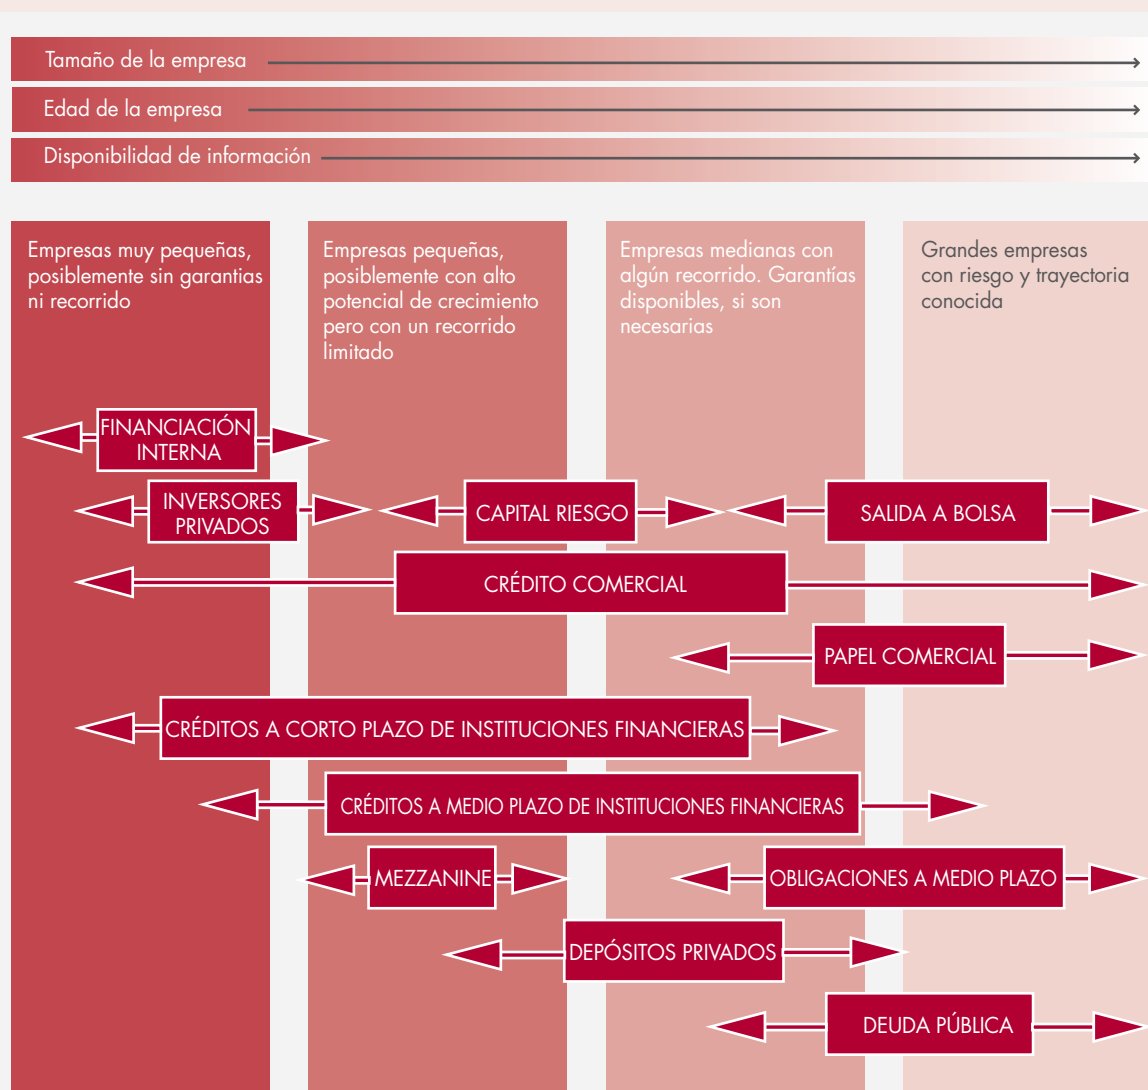 Tamaño de la empresa
Edad de la empresa
Disponibilidad de información
Empresas muy pequeñas,
posiblemente sin garantias
ni recorrido
Empresas pequeñas,
posiblemente con alto
potencial de crecimiento
pero con un recorrido
limitado
Empresas medianas con
algún recorrido. Garantías
disponibles, si son
necesarias
Grandes empresas
con riesgo y trayectoria
conocida
FINANCIACIÓN
INTERNA
INVERSORES
PRIVADOS
CAPITAL RIESGO
SALIDA A BOLSA
CRÉDITO COMERCIAL
PAPEL COMERCIAL
CRÉDITOS A CORTO PLAZO DE INSTITUCIONES FINANCIERAS
CRÉDITOS A MEDIO PLAZO DE INSTITUCIONES FINANCIERAS
MEZZANINE
OBLIGACIONES A MEDIO PLAZO
DEPÓSITOS PRIVADOS
DEUDA PÚBLICA